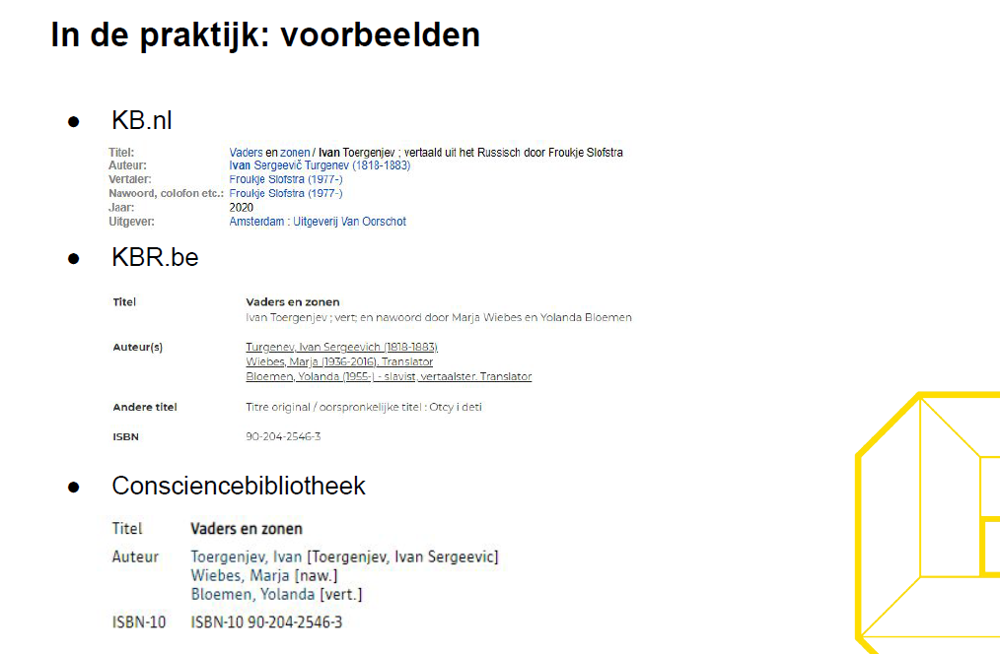 In de praktijk: voorbeelden
● KB.nl
Titel: Vaders en zonen / Ivan Toergenjev ; vertaald uit het Russisch door Froukje Slofstra
Auteur: Ivan Sergeevič Turgenev (1818-1883)
Vertaler: Froukje Slofstra (1977-)
Nawoord, colofon etc.: Froukje Slofstra (1977-)
Jaar: 2020
Uitgever: Amsterdam : Uitgeverij Van Oorschot
● KBR.be
Titel Vaders en zonen
Ivan Toergenjev ; vert; en nawoord door Marja Wiebes en Yolanda Bloemen
Auteur(s) Turgenev, Ivan Sergeevich (1818-1883)
Wiebes, Marja (1936-2016). Translator
Bloemen, Yolanda (1955-) - slavist, vertaalster. Translator
Andere titel Titre original / oorspronkelijke titel : Otcy i deti
ISBN 90-204-2546-3
● Consciencebibliotheek
Titel Vaders en zonen
Auteur Toergenjev, Ivan [Toergenjev, Ivan Sergeevic]
Wiebes, Marja [naw.]
Bloemen, Yolanda [vert.]
ISBN-10 ISBN-10 90-204-2546-3